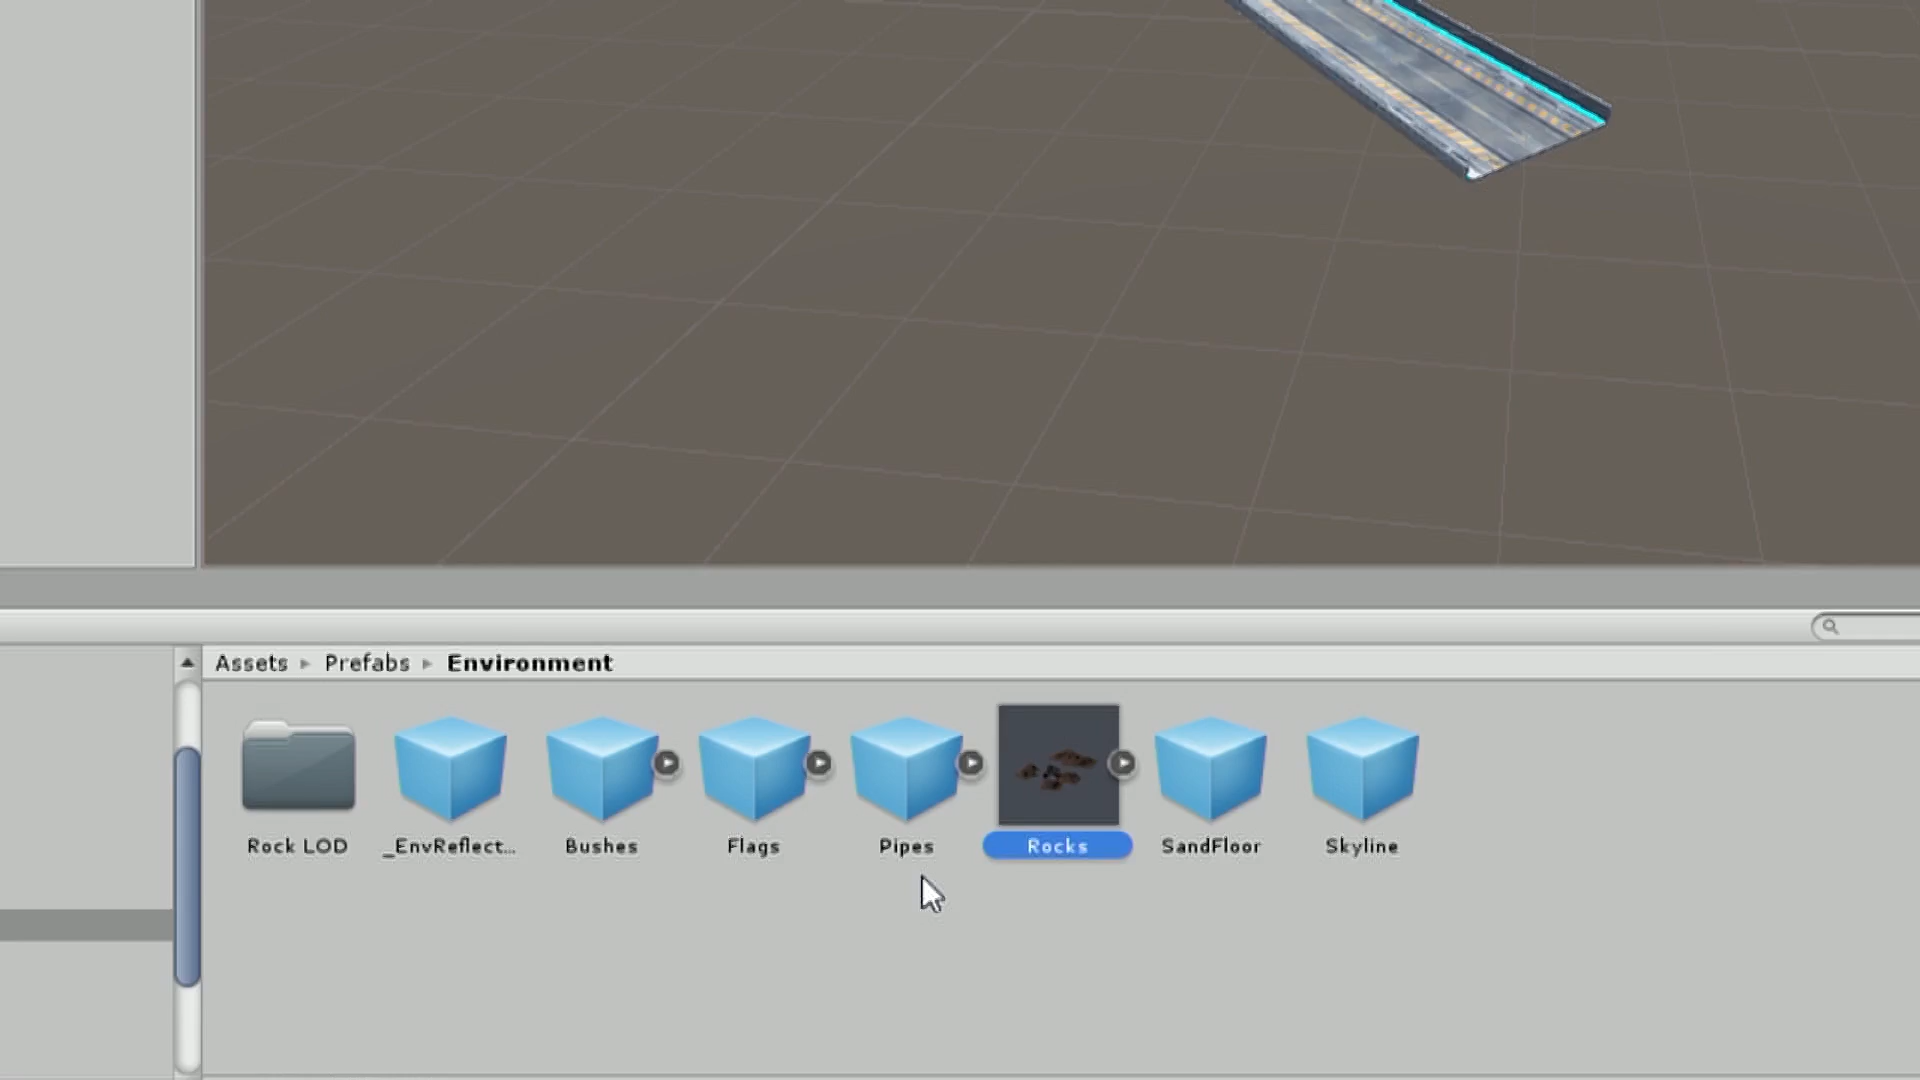 Assets ▸ Prefabs ▸ Environment
Rock LOD _EnvReflect... Bushes Flags Pipes Rocks SandFloor Skyline